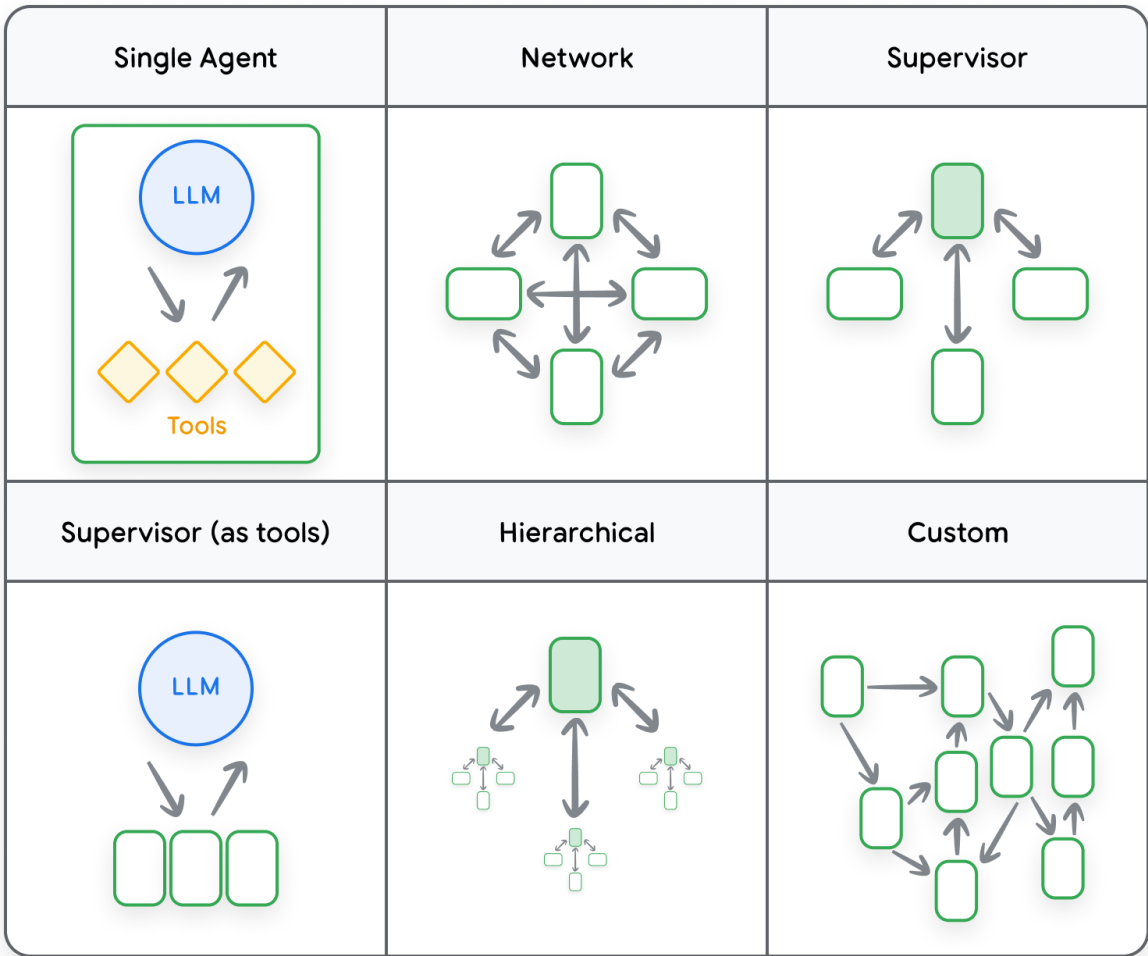 Single Agent
Network
Supervisor
LLM
Tools
Supervisor (as tools)
Hierarchical
Custom
LLM